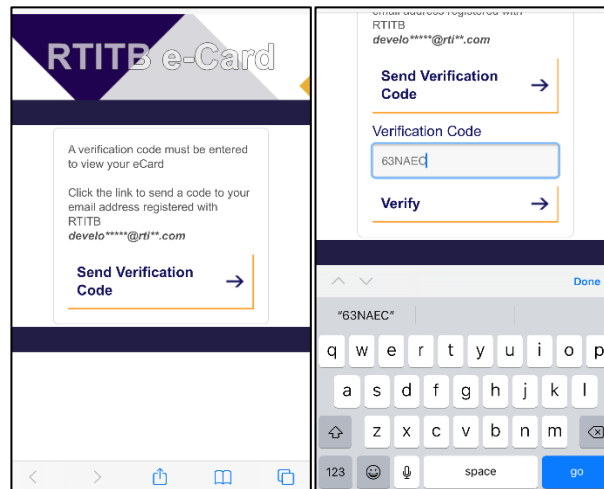 RTITB e-Card
A verification code must be entered
to view your eCard
Click the link to send a code to your
email address registered with
RTITB
develo*****@rti**.com
Send Verification
Code
email address registered with
RTITB
develo*****@rti**.com
Send Verification
Code
Verification Code
63NAEC
Verify
Done
"63NAEC"
q w e r t y u i o p
a s d f g h j k l
z x c v b n m
123 space go